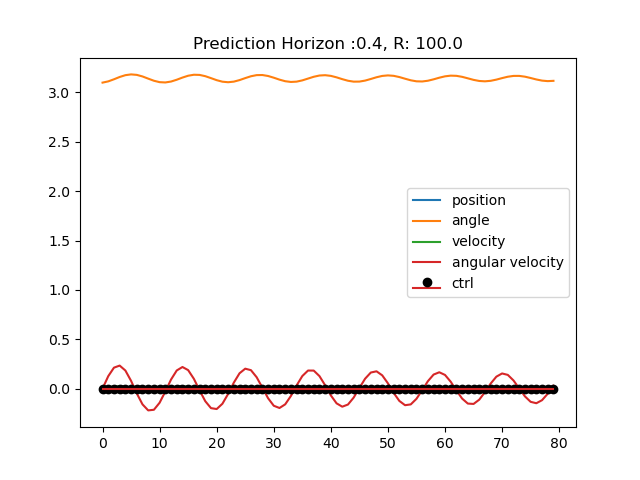 Prediction Horizon :0.4, R: 100.0
3.0
2.5
2.0
1.5
1.0
0.5
0.0
position
angle
velocity
angular velocity
ctrl
0 10 20 30 40 50 60 70 80